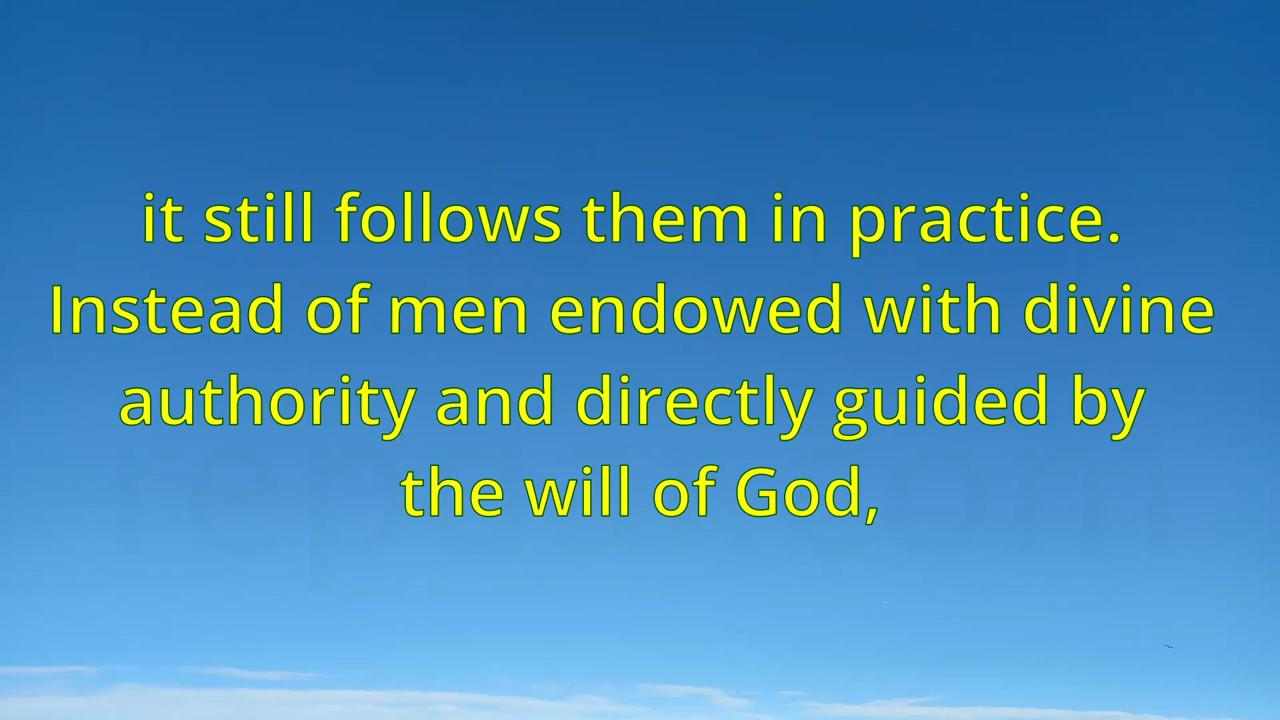 it still follows them in practice.
Instead of men endowed with divine
authority and directly guided by
the will of God,